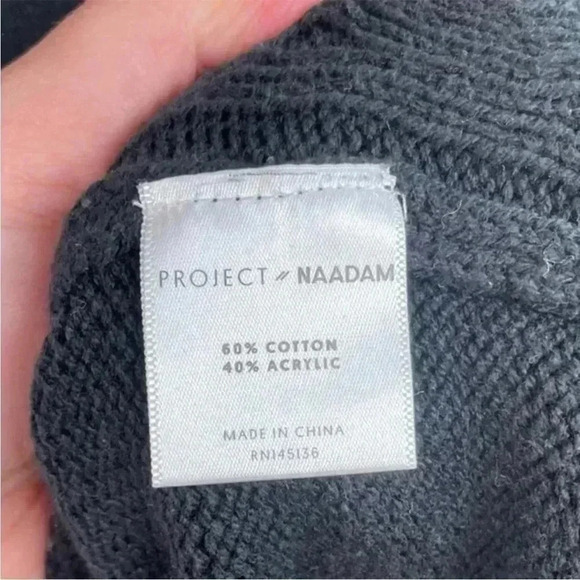 PROJECT // NAADAM
60% COTTON
40% ACRYLIC
MADE IN CHINA
RN145136